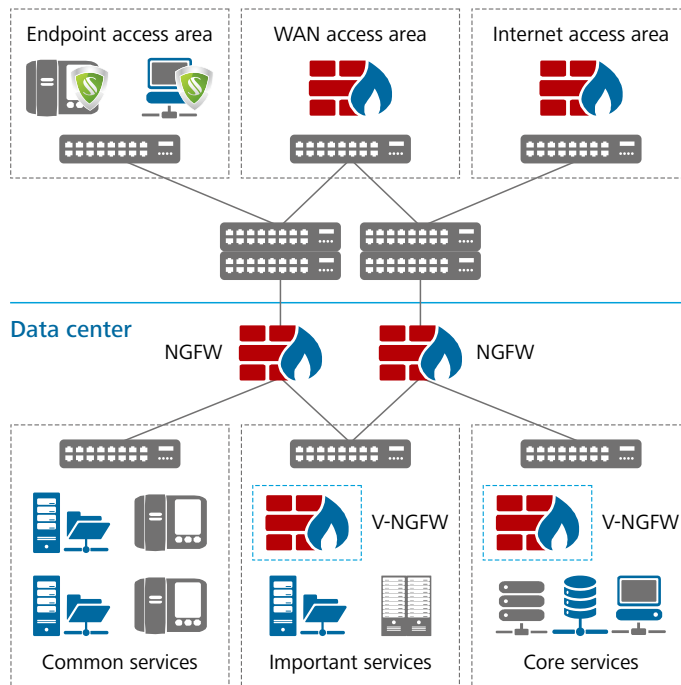 Endpoint access area
WAN access area
Internet access area
Data center
NGFW
NGFW
V-NGFW
V-NGFW
Common services
Important services
Core services